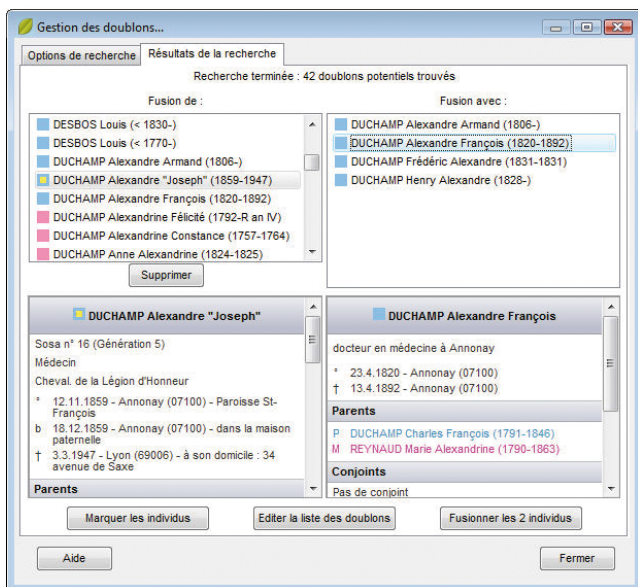 Gestion des doublons...
Options de recherche
Résultats de la recherche
Recherche terminée : 42 doublons potentiels trouvés
Fusion de :
DESBOS Louis (< 1830-)
DESBOS Louis (< 1770-)
DUCHAMP Alexandre Armand (1806-)
DUCHAMP Alexandre "Joseph" (1859-1947)
DUCHAMP Alexandre François (1820-1892)
DUCHAMP Alexandrine Félicité (1792-R an IV)
DUCHAMP Alexandrine Constance (1757-1764)
DUCHAMP Anne Alexandrine (1824-1825)
Supprimer
Fusion avec :
DUCHAMP Alexandre Armand (1806-)
DUCHAMP Alexandre François (1820-1892)
DUCHAMP Frédéric Alexandre (1831-1831)
DUCHAMP Henry Alexandre (1828-)
DUCHAMP Alexandre "Joseph"
Sosa n° 16 (Génération 5)
Médecin
Cheval. de la Légion d'Honneur
° 12.11.1859 - Annonay (07100) - Paroisse St-
François
b 18.12.1859 - Annonay (07100) - dans la maison
paternelle
† 3.3.1947 - Lyon (69006) - à son domicile : 34
avenue de Saxe
Parents
DUCHAMP Alexandre François
docteur en médecine à Annonay
° 23.4.1820 - Annonay (07100)
† 13.4.1892 - Annonay (07100)
Parents
P DUCHAMP Charles François (1791-1846)
M REYNAUD Marie Alexandrine (1790-1863)
Conjoints
Pas de conjoint
Marquer les individus
Editer la liste des doublons
Fusionner les 2 individus
Aide
Fermer